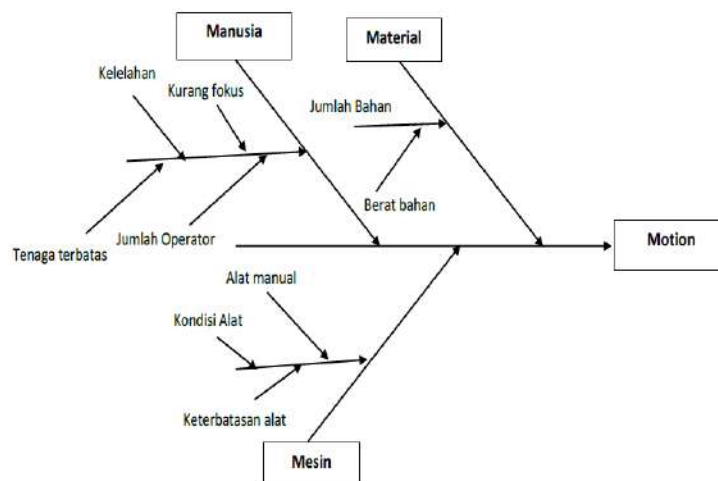 Manusia
Material
Kelelahan
Kurang fokus
Jumlah Bahan
Berat bahan
Tenaga terbatas
Jumlah Operator
Motion
Alat manual
Kondisi Alat
Keterbatasan alat
Mesin